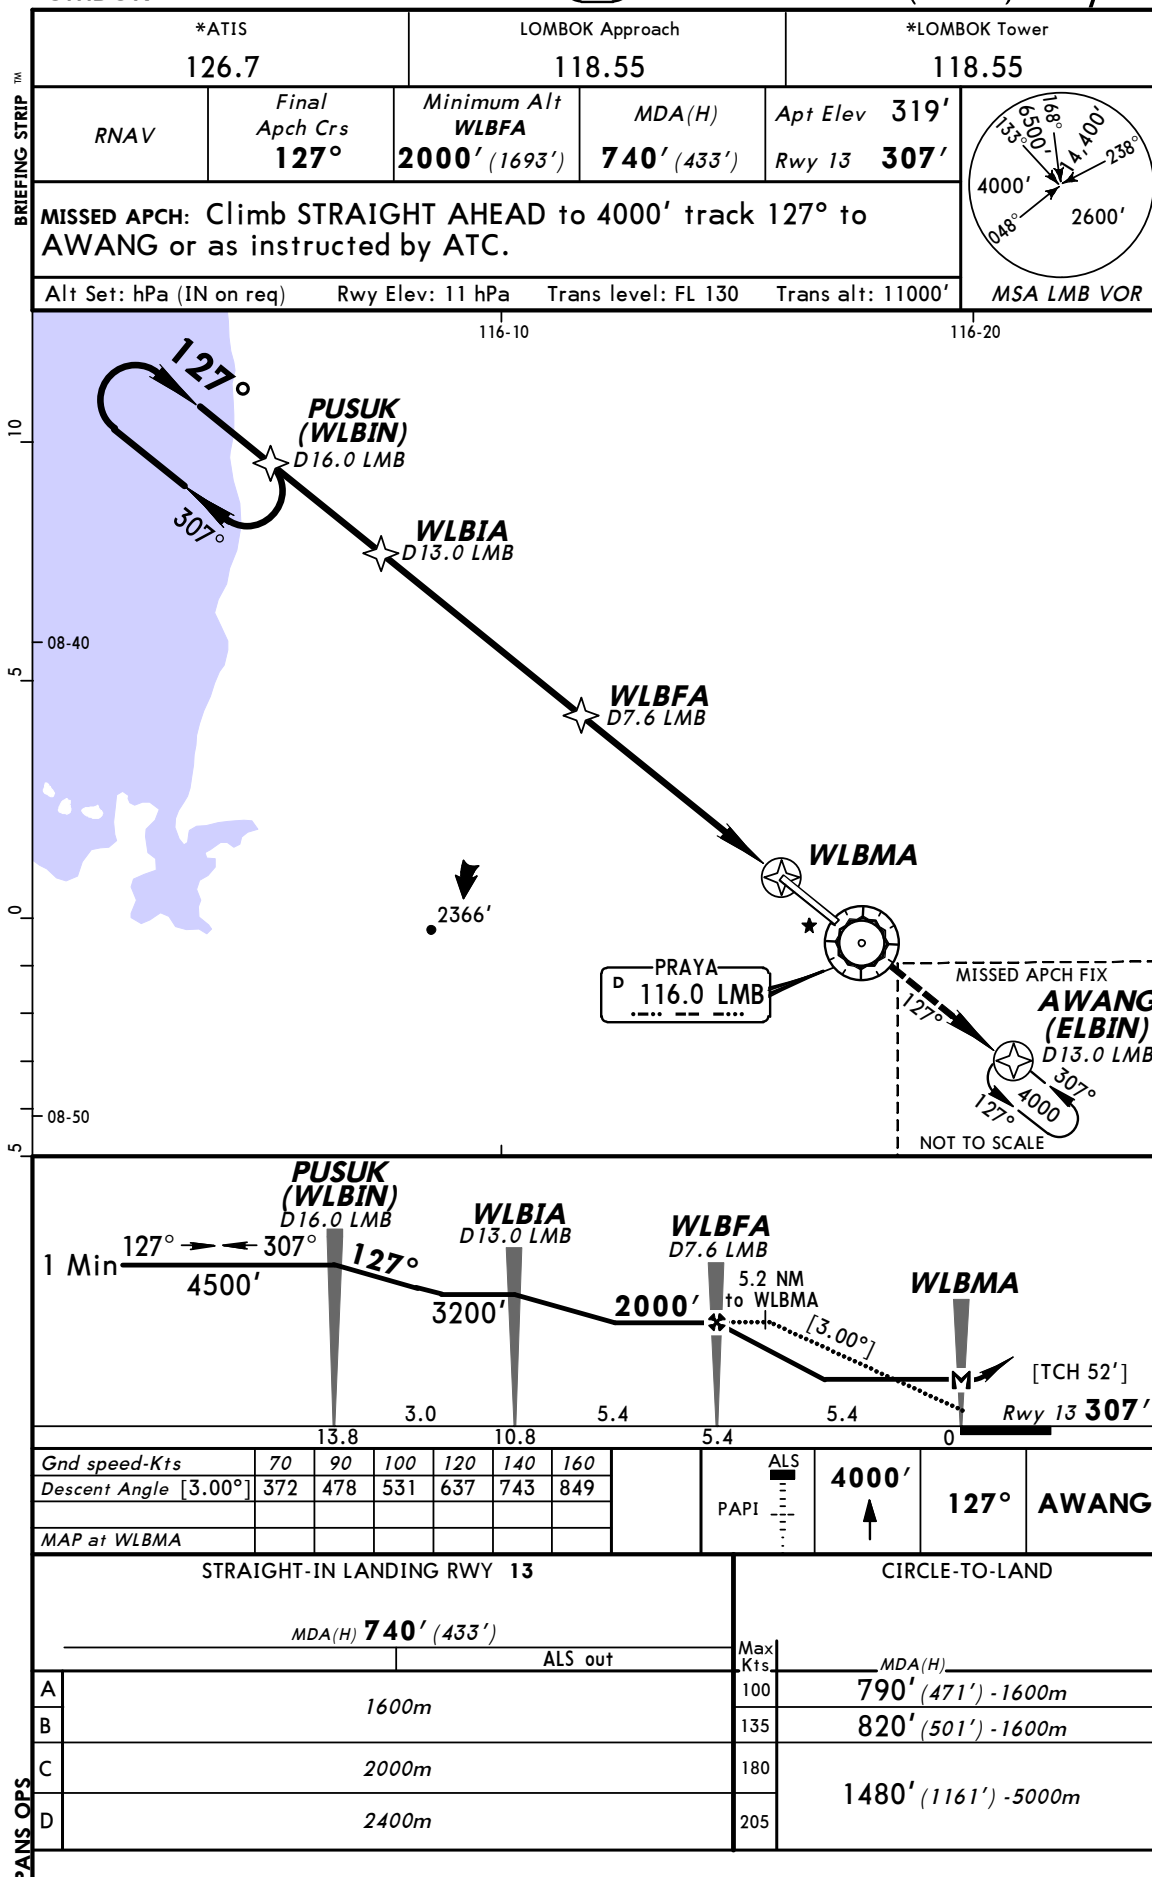 *ATIS
126.7
LOMBOK Approach
118.55
*LOMBOK Tower
118.55
BRIEFING STRIP ™
RNAV
Final
Apch Crs
127°
Minimum Alt
WLBFA
2000' (1693')
MDA(H)
740' (433')
Apt Elev 319'
Rwy 13 307'
MISSED APCH: Climb STRAIGHT AHEAD to 4000' track 127° to
AWANG or as instructed by ATC.
Alt Set: hPa (IN on req) Rwy Elev: 11 hPa Trans level: FL 130 Trans alt: 11000'
133°
6500'
168°
14,400'
238°
4000'
048°
2600'
MSA LMB VOR
116-10
116-20
127°
PUSUK
(WLBIN)
D16.0 LMB
10
307°
WLBIA
D13.0 LMB
08-40
5
WLBFA
D7.6 LMB
WLBMA
0
2366'
PRAYA
D 116.0 LMB
MISSED APCH FIX
127°
AWANG
(ELBIN)
D13.0 LMB
307°
4000
127°
08-50
5
NOT TO SCALE
PUSUK
(WLBIN)
D16.0 LMB
WLBIA
D13.0 LMB
WLBFA
D7.6 LMB
WLBMA
1 Min
127° 307°
4500'
127°
3200'
2000'
5.2 NM
to WLBMA
[3.00°]
M
[TCH 52']
Rwy 13 307'
3.0 5.4 5.4
13.8 10.8 5.4 0
Gnd speed-Kts 70 90 100 120 140 160
Descent Angle [3.00°] 372 478 531 637 743 849
MAP at WLBMA
ALS
PAPI
4000'
127°
AWANG
STRAIGHT-IN LANDING RWY 13
MDA(H) 740' (433')
ALS out
A
B
1600m
C
2000m
D
2400m
CIRCLE-TO-LAND
Max
Kts
MDA(H)
100 790' (471') -1600m
135 820' (501') -1600m
180
205
1480' (1161') -5000m
PANS OPS